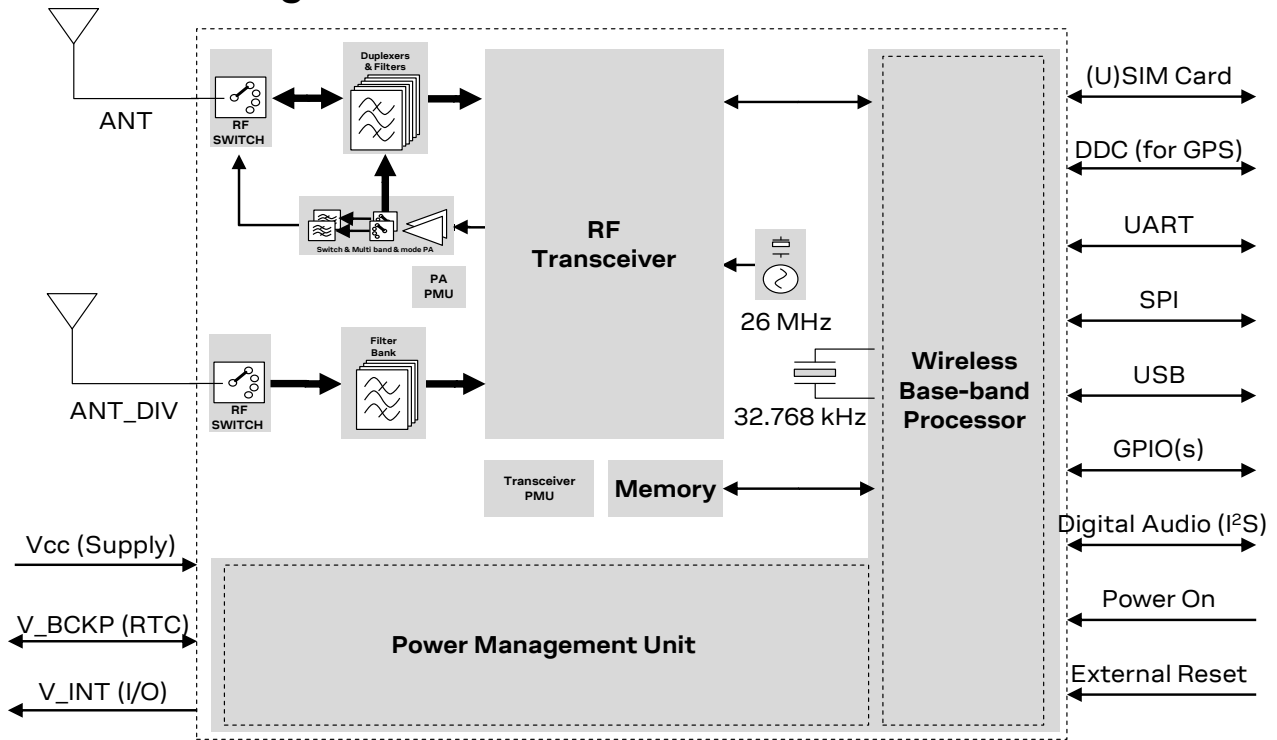 ANT
RF
SWITCH
Duplexers
& Filters
Switch & Multi band & mode PA
PA
PMU
RF
Transceiver
26 MHz
32.768 kHz
ANT_DIV
RF
SWITCH
Filter
Bank
Transceiver
PMU
Memory
Wireless
Base-band
Processor
Power Management Unit
Vcc (Supply)
V_BCKP (RTC)
V_INT (I/O)
(U)SIM Card
DDC (for GPS)
UART
SPI
USB
GPIO(s)
Digital Audio (I²S)
Power On
External Reset